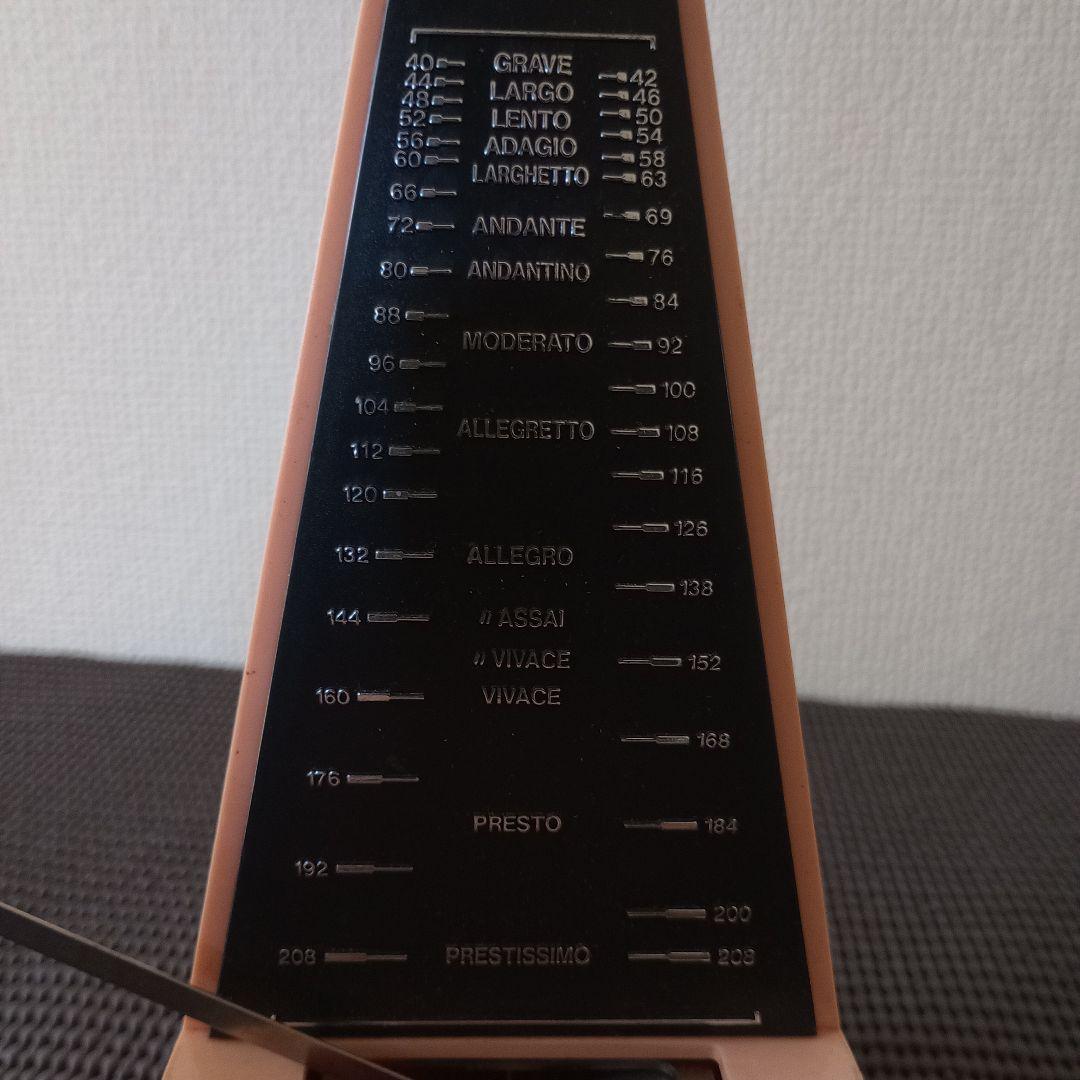 40 GRAVE 42
44 LARGO 46
48 LENTO 50
52 ADAGIO 54
56 LARGHETTO 58
60 63
66 69
72 ANDANTE 76
80 ANDANTINO 84
88 MODERATO 92
96 100
104 ALLEGRETTO 108
112 116
120 126
132 ALLEGRO 138
144 〃 ASSAI
〃 VIVACE 152
160 VIVACE 168
176
PRESTO 184
192 200
208 PRESTISSIMO 208